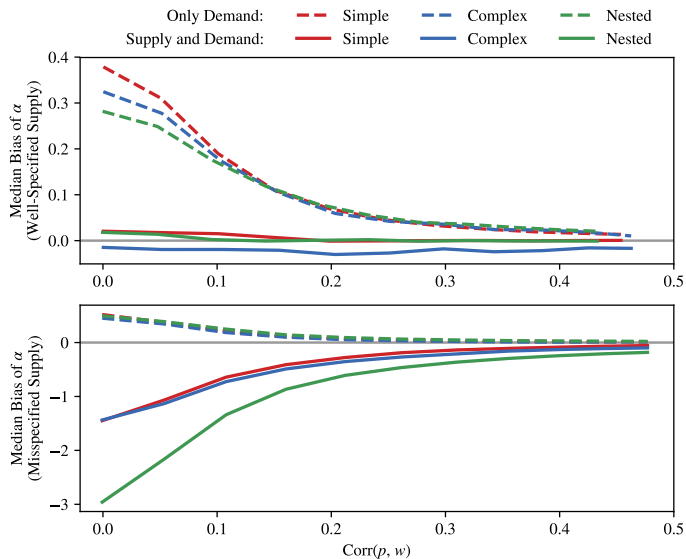 Only Demand: Simple Complex Nested
Supply and Demand: Simple Complex Nested
Median Bias of α
(Well-Specified Supply)
0.4
0.3
0.2
0.1
0.0
0.0 0.1 0.2 0.3 0.4 0.5
Median Bias of α
(Misspecified Supply)
0
−1
−2
−3
0.0 0.1 0.2 0.3 0.4 0.5
Corr(p, w)